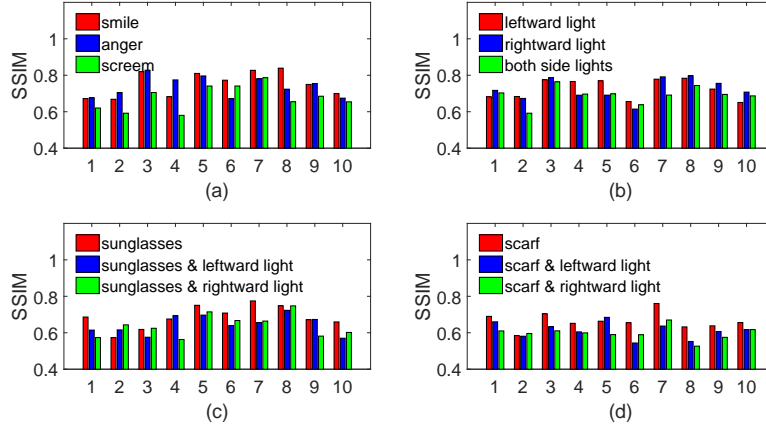 smile
anger
screem
SSIM
1
0.8
0.6
0.4
1 2 3 4 5 6 7 8 9 10
(a)
leftward light
rightward light
both side lights
SSIM
1
0.8
0.6
0.4
1 2 3 4 5 6 7 8 9 10
(b)
sunglasses
sunglasses & leftward light
sunglasses & rightward light
SSIM
1
0.8
0.6
0.4
1 2 3 4 5 6 7 8 9 10
(c)
scarf
scarf & leftward light
scarf & rightward light
SSIM
1
0.8
0.6
0.4
1 2 3 4 5 6 7 8 9 10
(d)